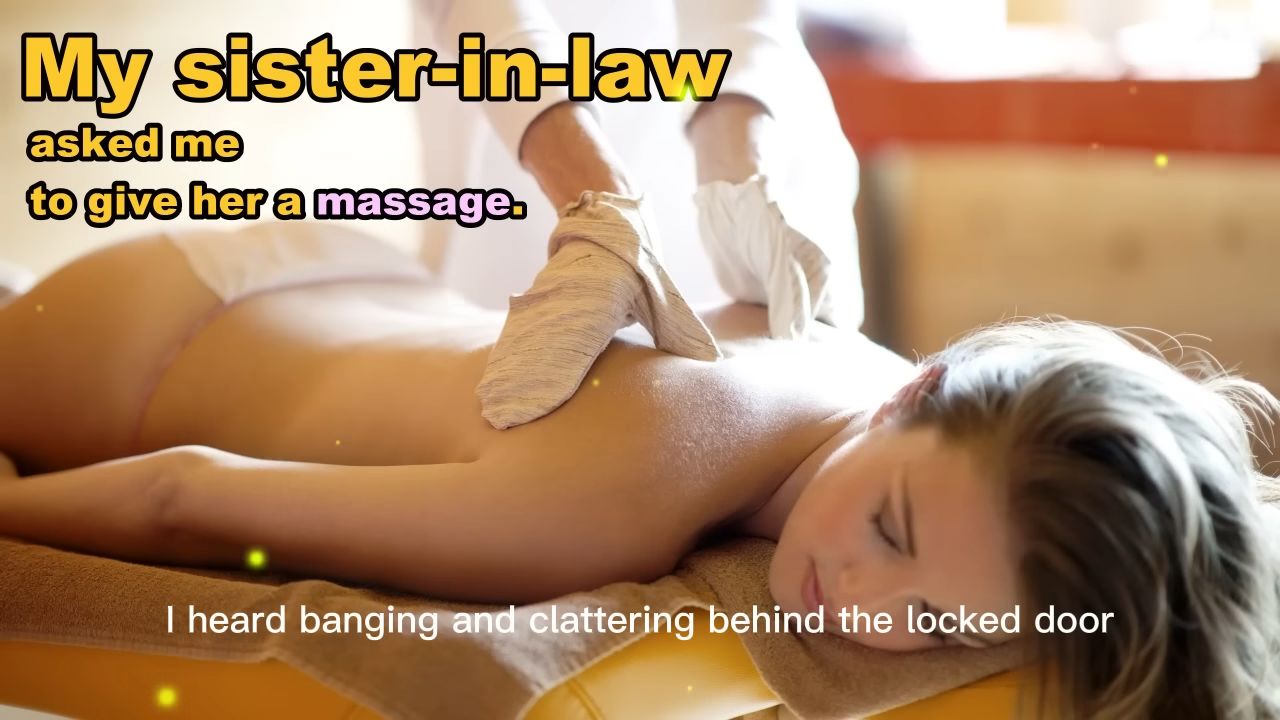 My sister-in-law
asked me
to give her a massage.
I heard banging and clattering behind the locked door